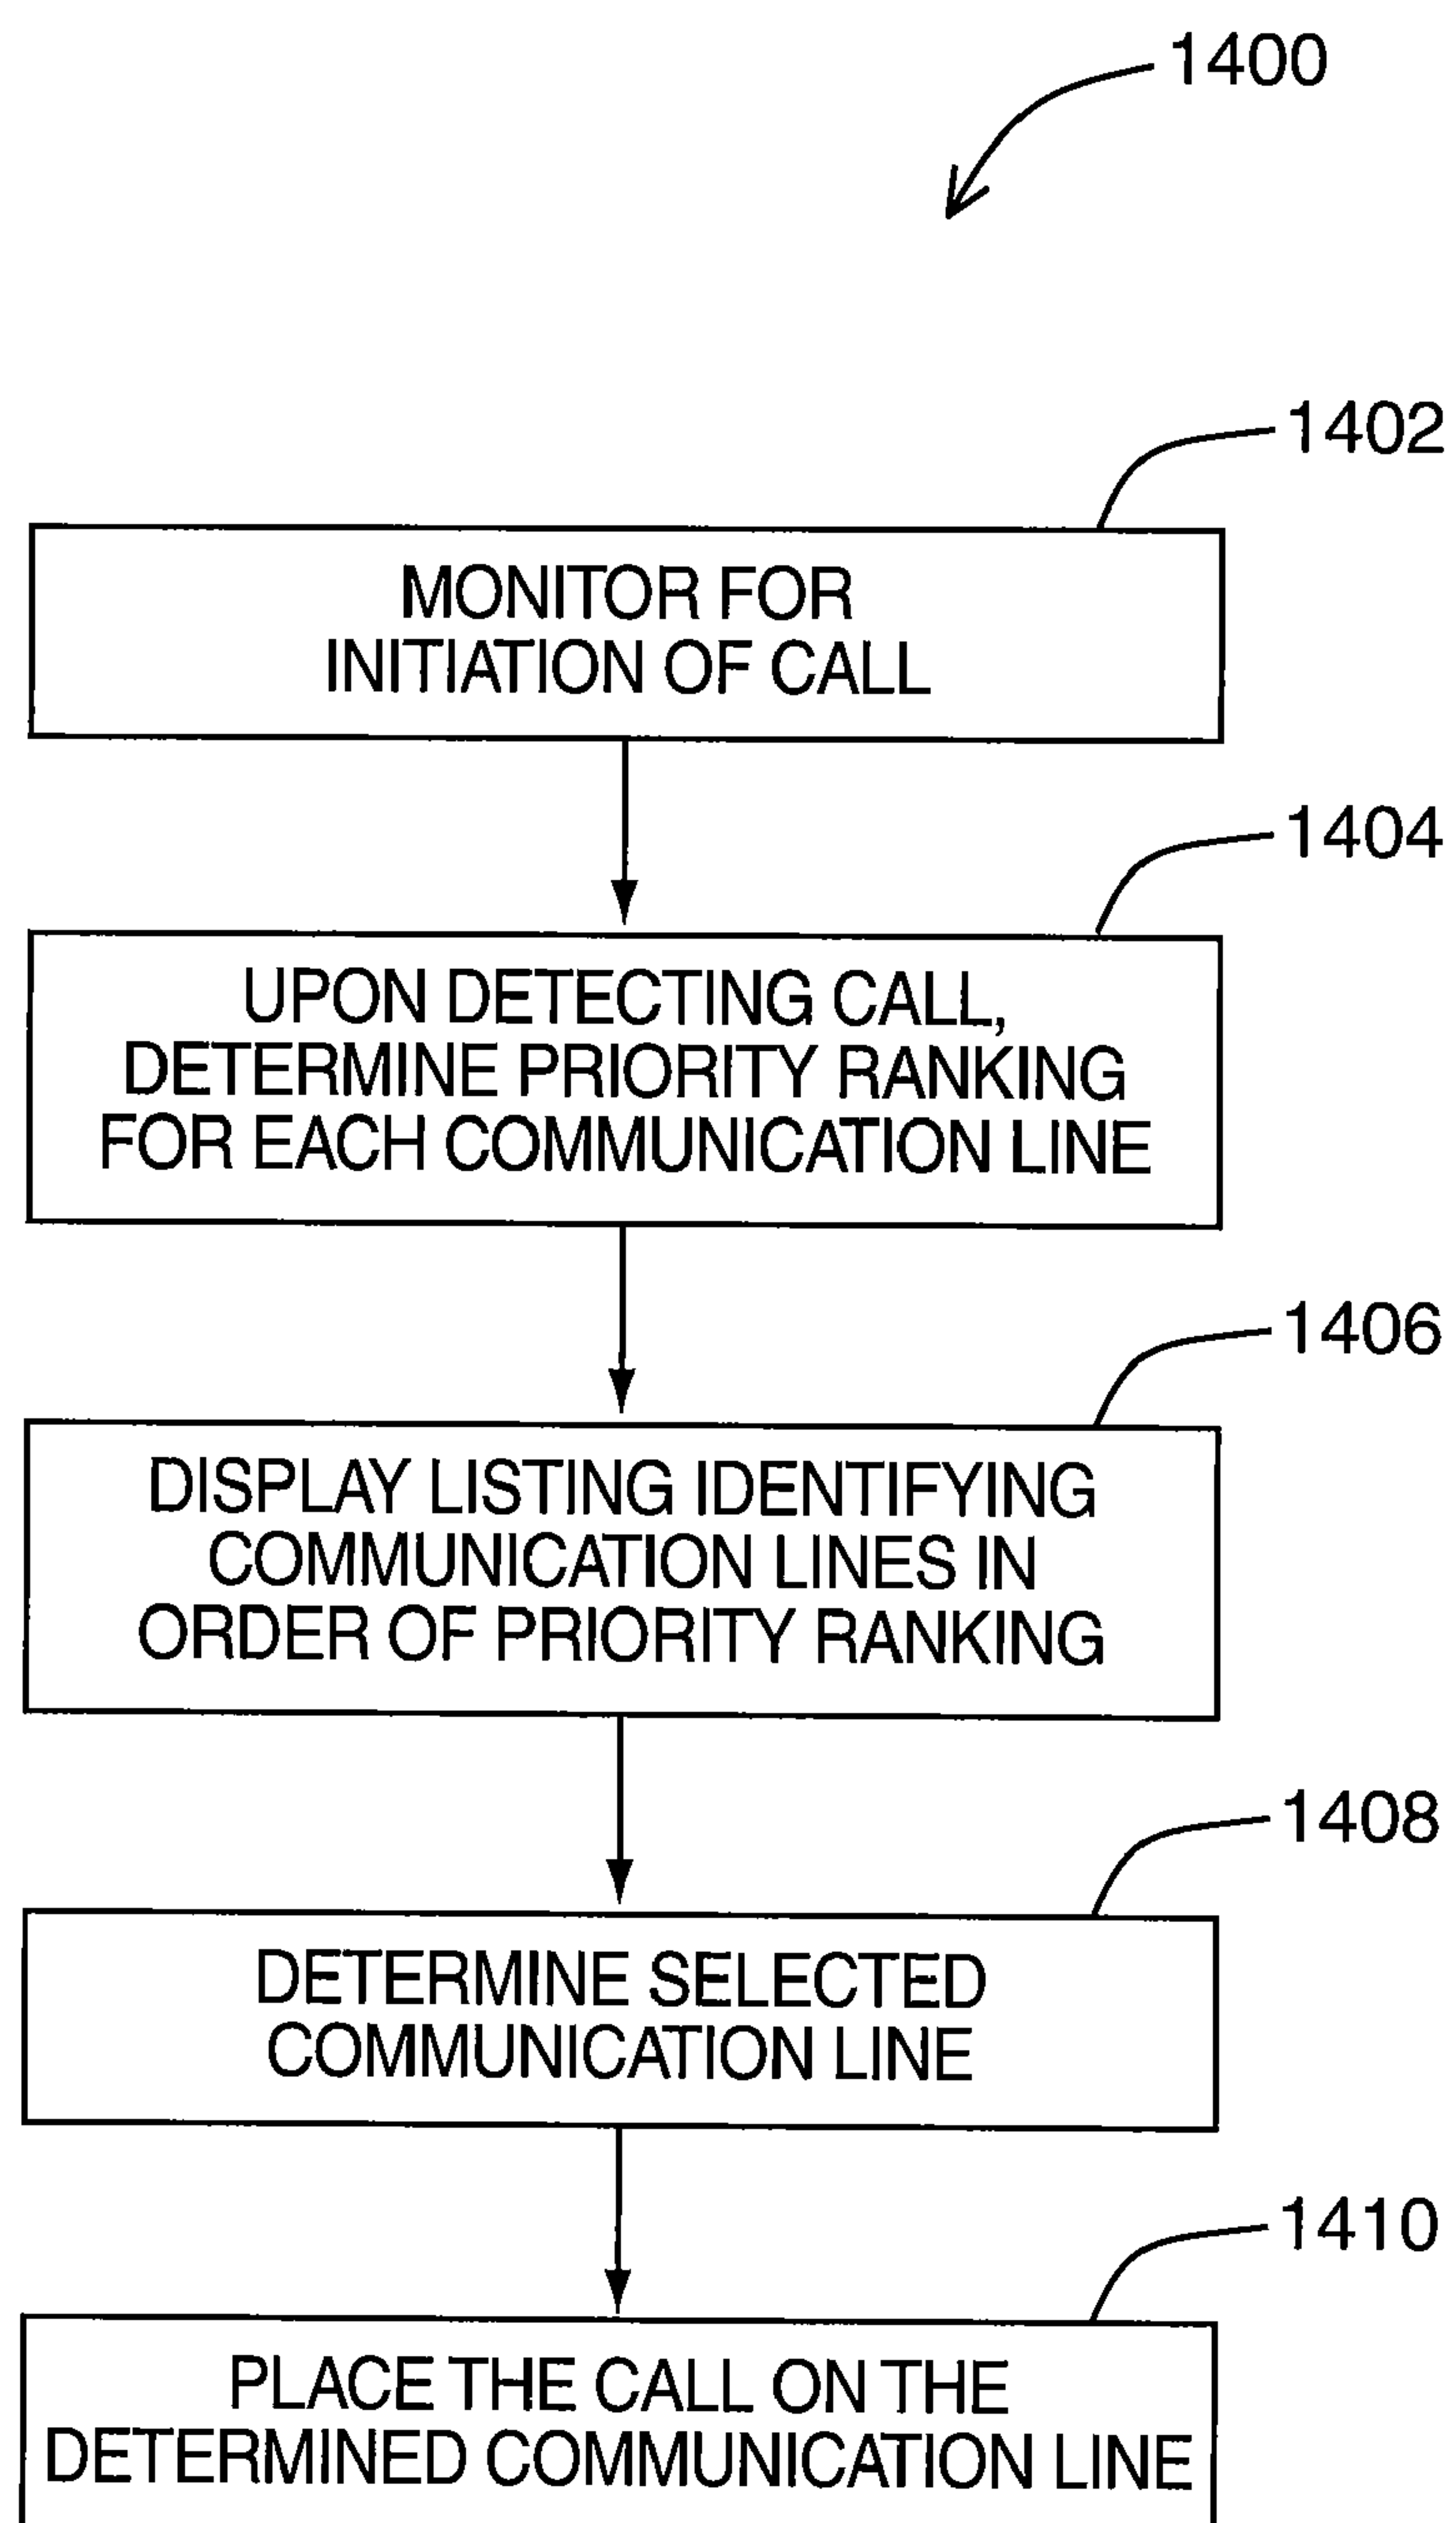 1400
1402
MONITOR FOR
INITIATION OF CALL
1404
UPON DETECTING CALL,
DETERMINE PRIORITY RANKING
FOR EACH COMMUNICATION LINE
1406
DISPLAY LISTING IDENTIFYING
COMMUNICATION LINES IN
ORDER OF PRIORITY RANKING
1408
DETERMINE SELECTED
COMMUNICATION LINE
1410
PLACE THE CALL ON THE
DETERMINED COMMUNICATION LINE